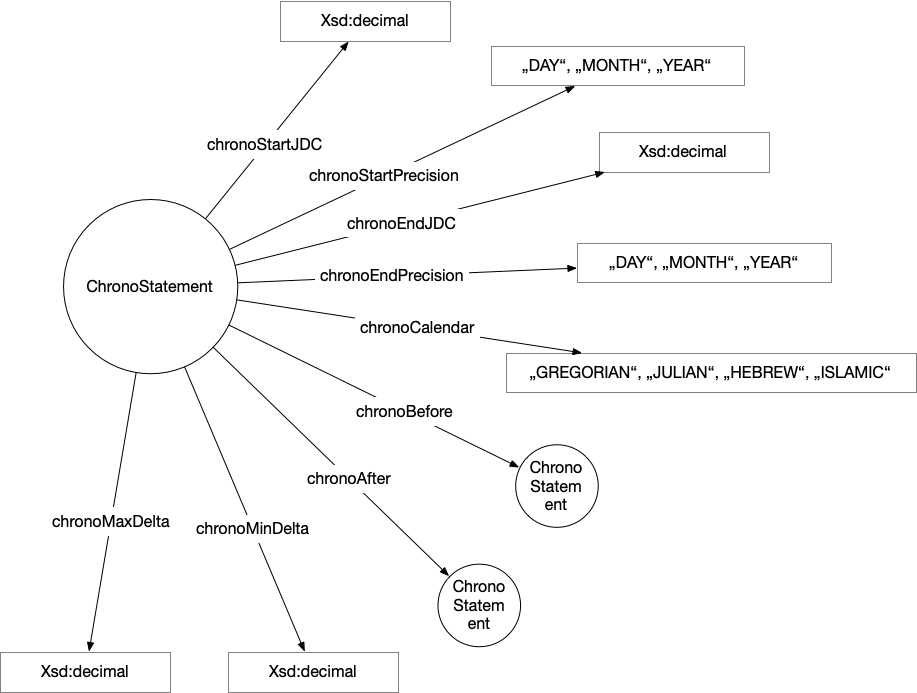 Xsd:decimal
„DAY“, „MONTH“, „YEAR“
chronoStartJDC
Xsd:decimal
chronoStartPrecision
chronoEndJDC
„DAY“, „MONTH“, „YEAR“
chronoEndPrecision
ChronoStatement
chronoCalendar
„GREGORIAN“, „JULIAN“, „HEBREW“, „ISLAMIC“
chronoBefore
Chrono
Statem
ent
chronoAfter
chronoMaxDelta
chronoMinDelta
Chrono
Statem
ent
Xsd:decimal
Xsd:decimal